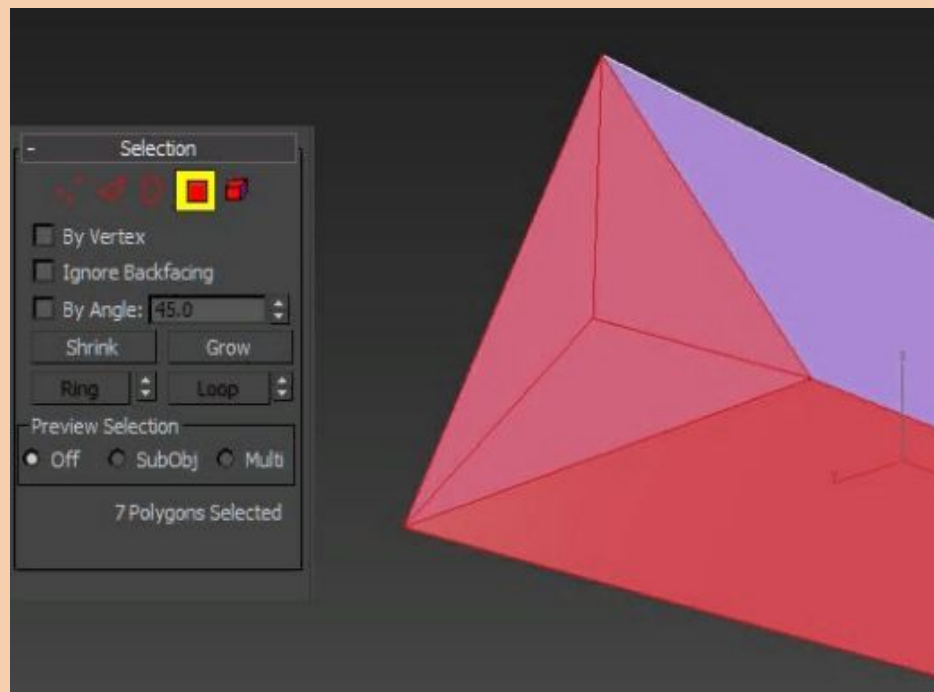 - Selection
By Vertex
Ignore Backfacing
By Angle: 45.0
Shrink Grow
Ring Loop
Preview Selection
Off SubObj Multi
7 Polygons Selected